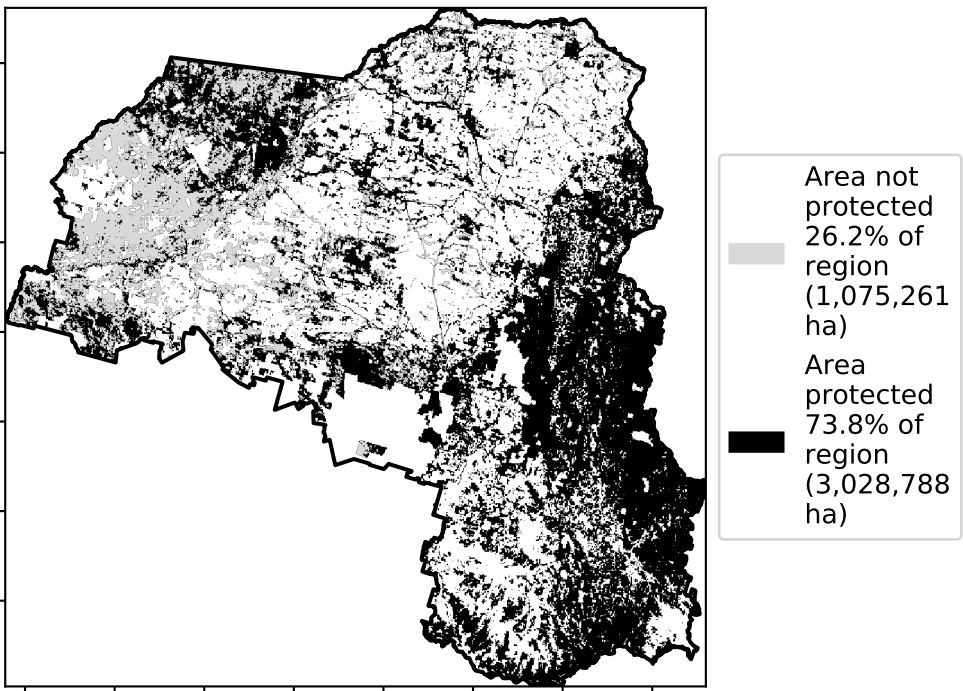 Area not
protected
26.2% of
region
(1,075,261
ha)
Area
protected
73.8% of
region
(3,028,788
ha)